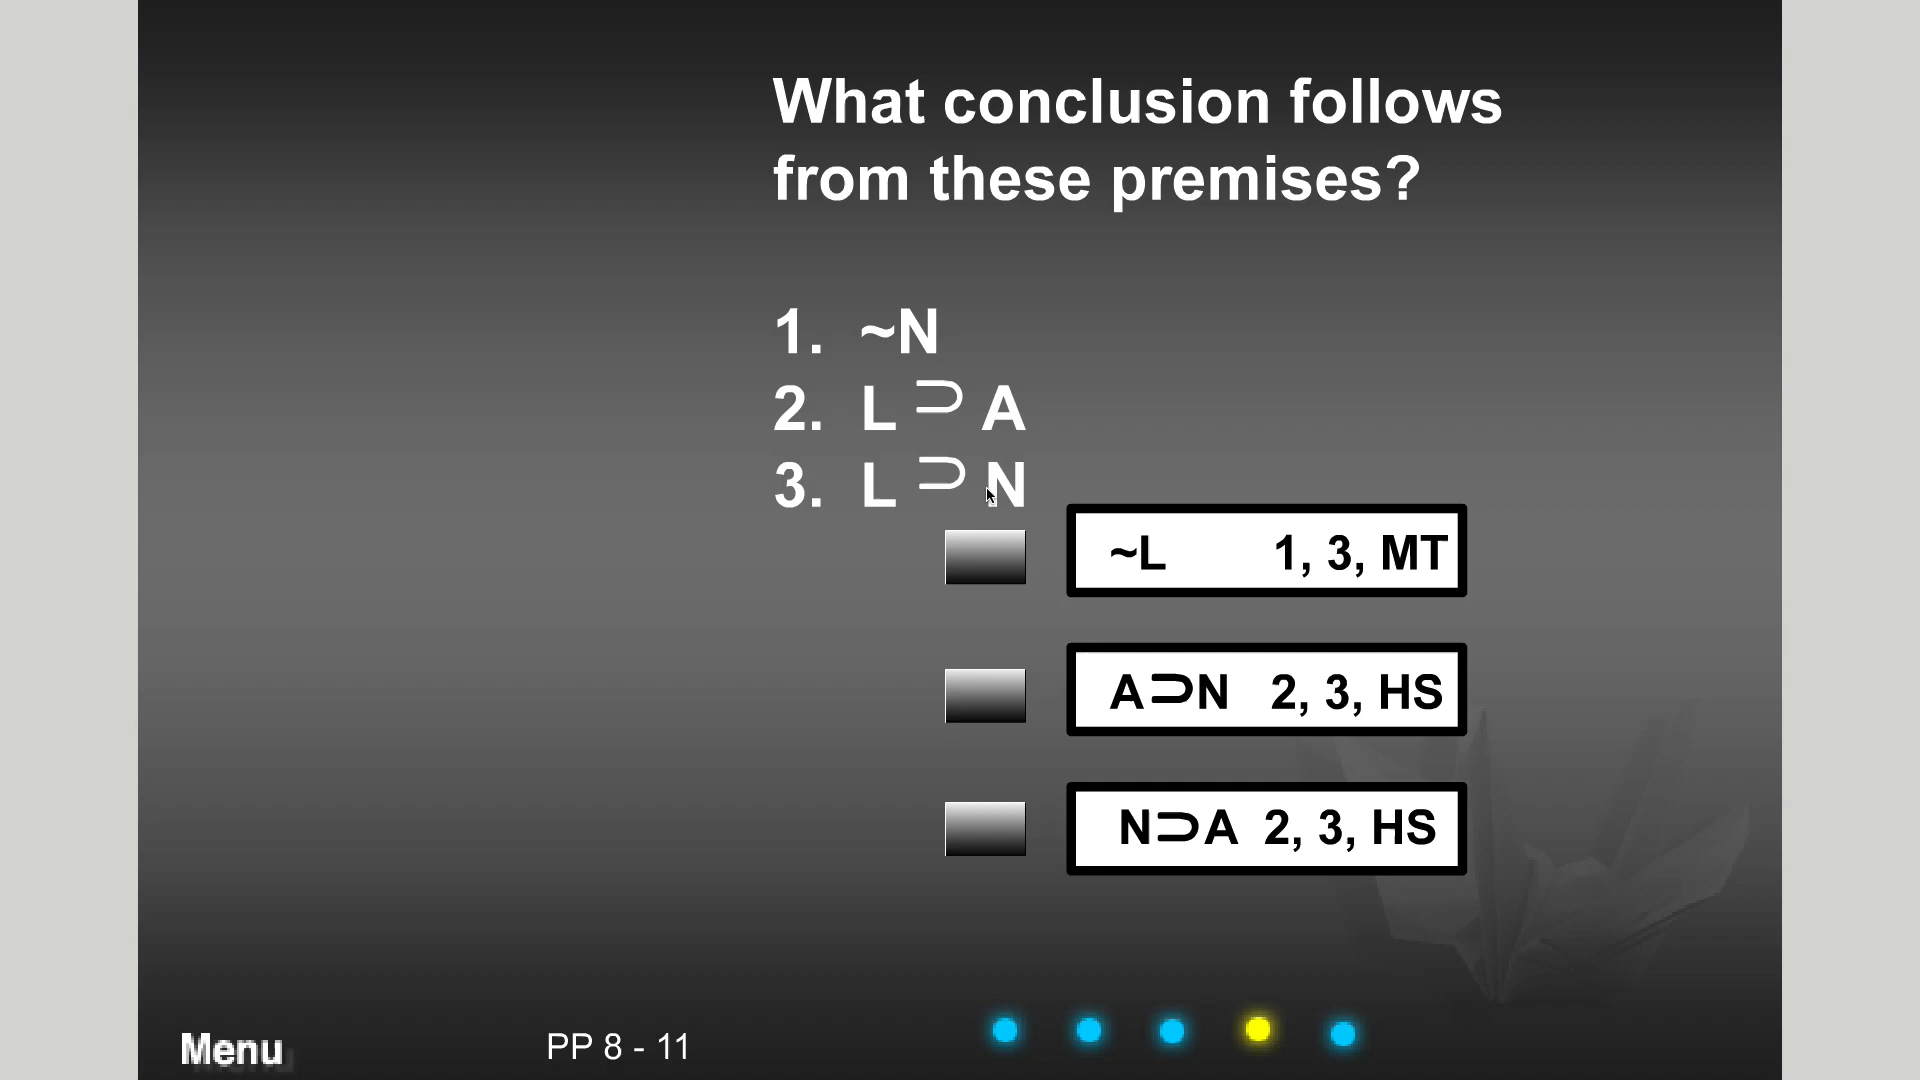 What conclusion follows
from these premises?
1. ~N
2. L ⊃ A
3. L ⊃ N
~L 1, 3, MT
A⊃N 2, 3, HS
N⊃A 2, 3, HS
Menu
PP 8 - 11